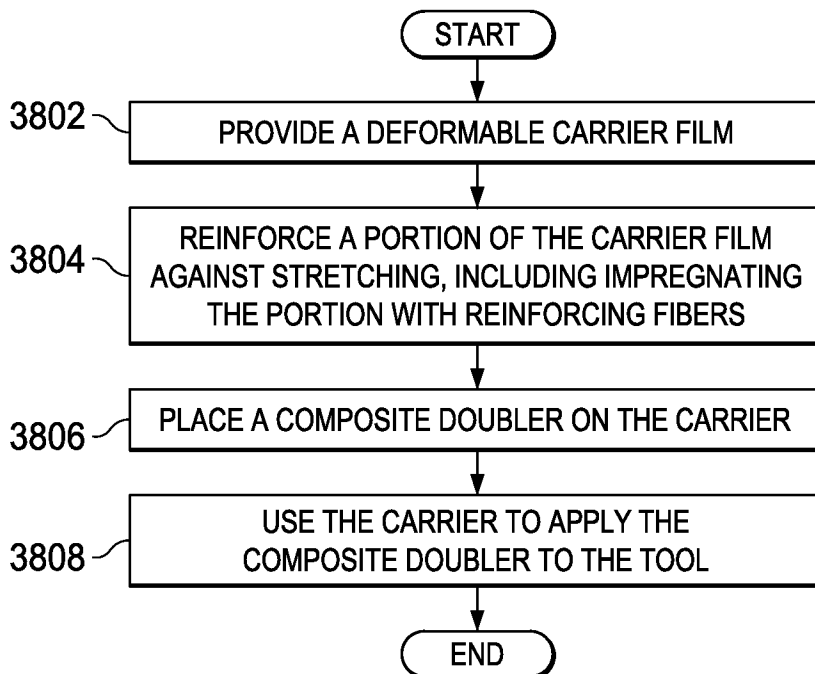 START
3802
PROVIDE A DEFORMABLE CARRIER FILM
3804
REINFORCE A PORTION OF THE CARRIER FILM
AGAINST STRETCHING, INCLUDING IMPREGNATING
THE PORTION WITH REINFORCING FIBERS
3806
PLACE A COMPOSITE DOUBLER ON THE CARRIER
3808
USE THE CARRIER TO APPLY THE
COMPOSITE DOUBLER TO THE TOOL
END